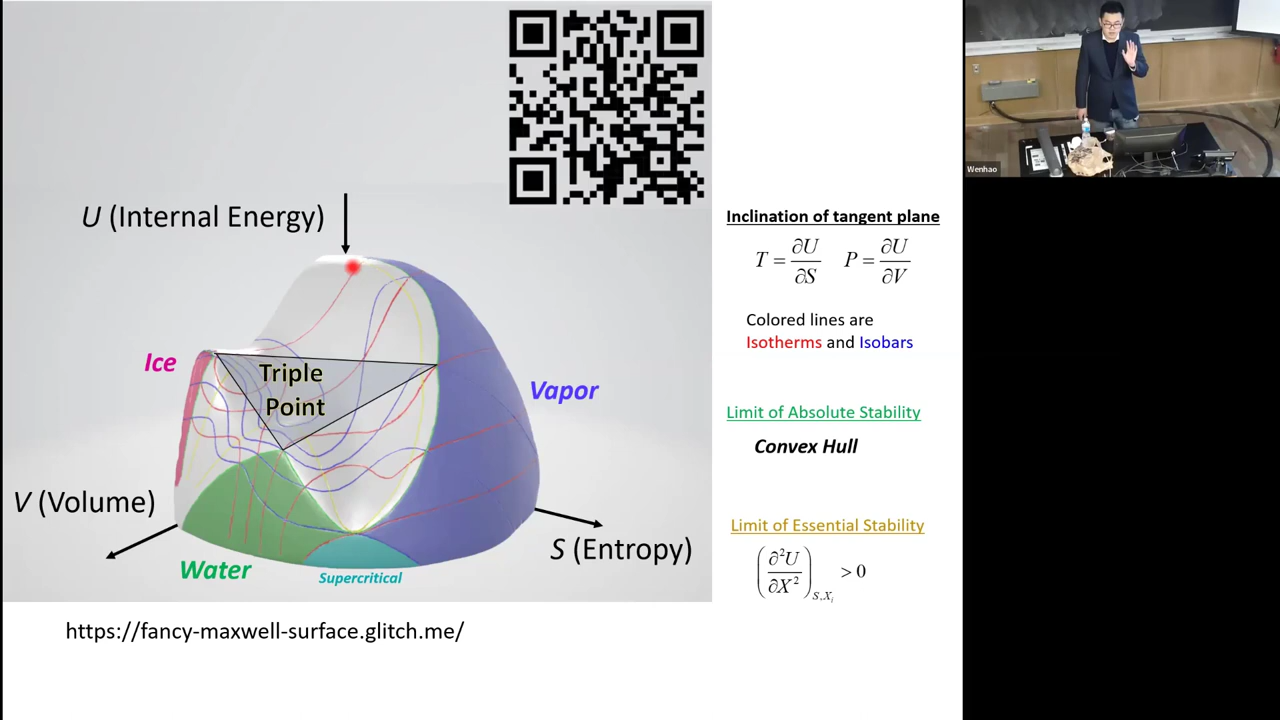 U (Internal Energy)
Ice
Triple
Point
Vapor
V (Volume)
S (Entropy)
Water
Supercritical
https://fancy-maxwell-surface.glitch.me/
Inclination of tangent plane
T = ∂U/∂S P = ∂U/∂V
Colored lines are
Isotherms and Isobars
Limit of Absolute Stability
Convex Hull
Limit of Essential Stability
(∂²U/∂X²)S,Xi > 0
Wenhao